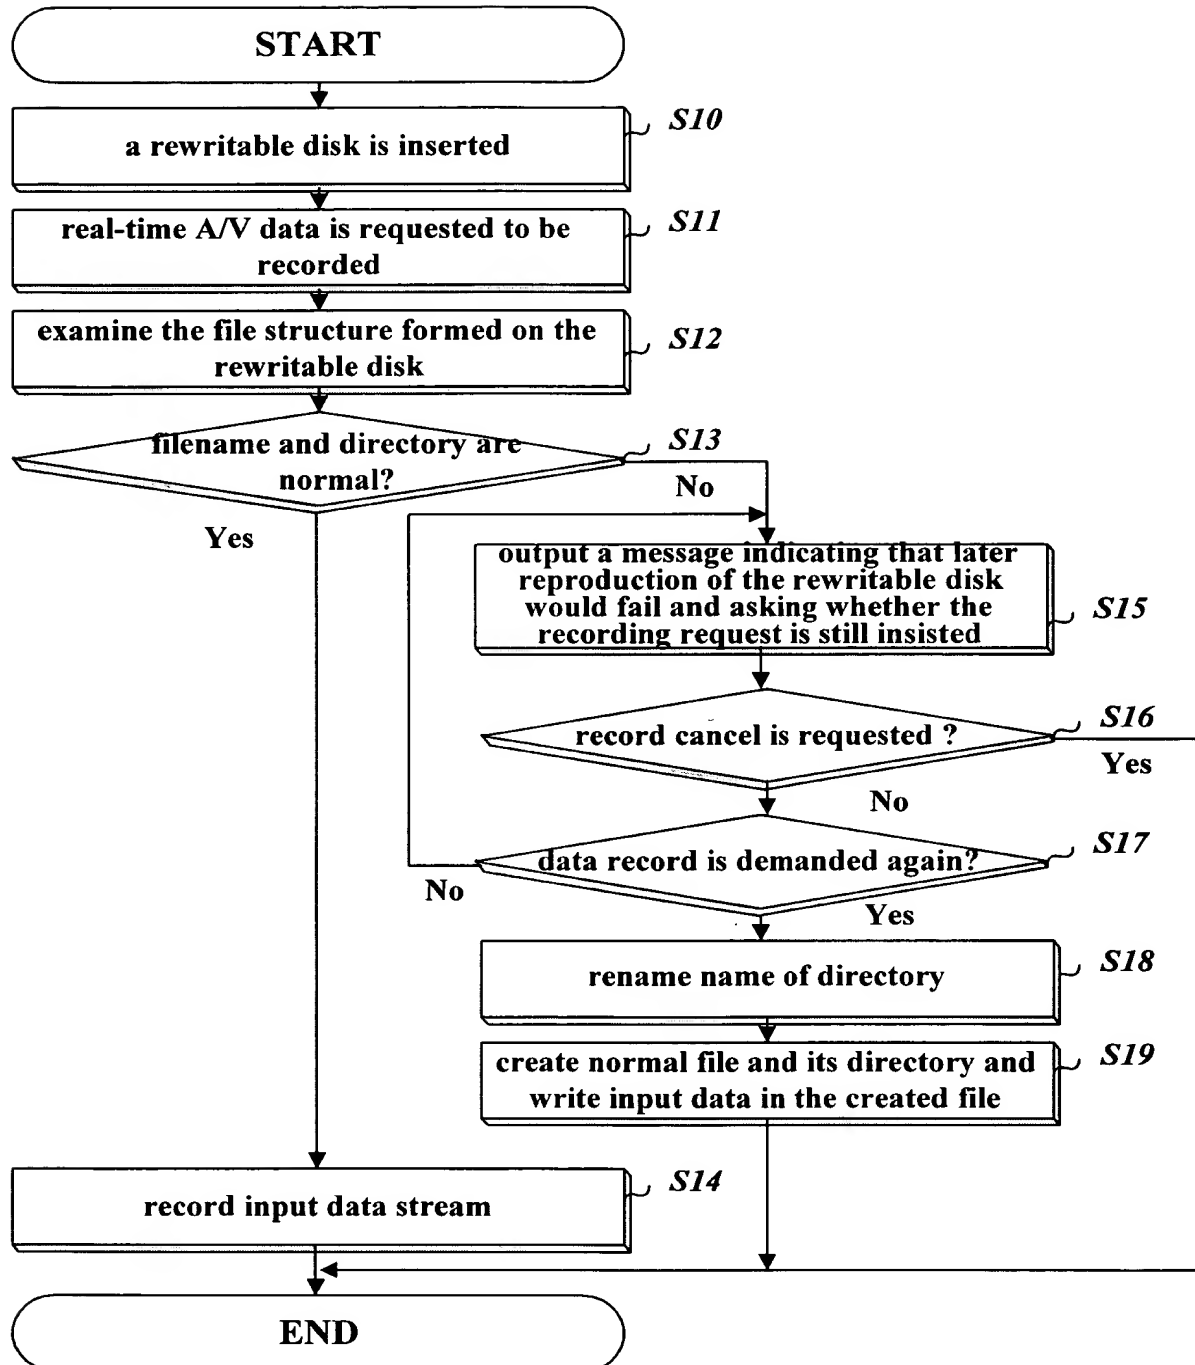 START
S10
a rewritable disk is inserted
S11
real-time A/V data is requested to be
recorded
S12
examine the file structure formed on the
rewritable disk
S13
filename and directory are
normal?
No
Yes
output a message indicating that later
reproduction of the rewritable disk
would fail and asking whether the
recording request is still insisted
S15
S16
record cancel is requested ?
Yes
No
S17
data record is demanded again?
No
Yes
S18
rename name of directory
S19
create normal file and its directory and
write input data in the created file
S14
record input data stream
END